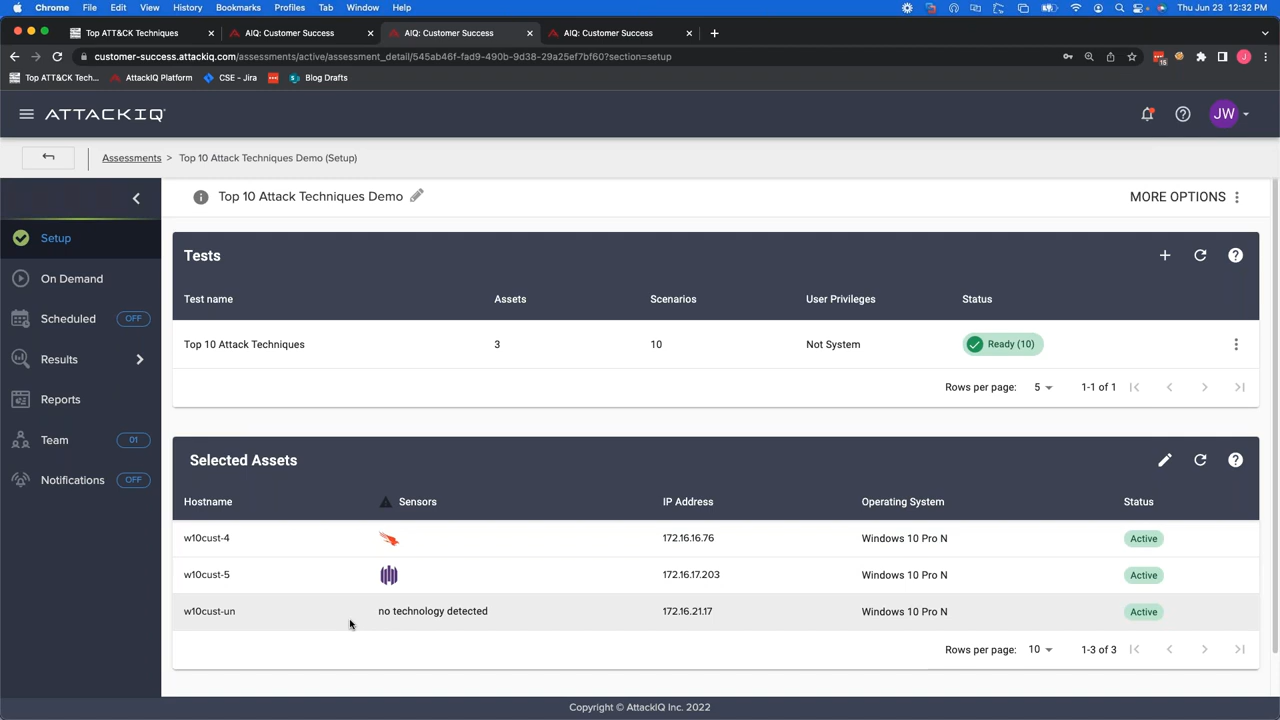 Chrome File Edit View History Bookmarks Profiles Tab Window Help Thu Jun 23 12:32 PM
Top ATT&CK Techniques AIQ: Customer Success AIQ: Customer Success AIQ: Customer Success
customer-success.attackiq.com/assessments/active/assessment_detail/545ab46f-fad9-490b-9d38-29a25ef7bf60?section=setup
15
J
Top ATT&CK Tech... AttackIQ Platform CSE - Jira Blog Drafts
ATTACKIQ JW
Assessments > Top 10 Attack Techniques Demo (Setup)
Top 10 Attack Techniques Demo MORE OPTIONS
Setup
On Demand
Scheduled OFF
Results
Reports
Team 01
Notifications OFF
Tests
Test name Assets Scenarios User Privileges Status
Top 10 Attack Techniques 3 10 Not System Ready (10)
Rows per page: 5 1-1 of 1
Selected Assets
Hostname Sensors IP Address Operating System Status
w10cust-4 172.16.16.76 Windows 10 Pro N Active
w10cust-5 172.16.17.203 Windows 10 Pro N Active
w10cust-un no technology detected 172.16.21.17 Windows 10 Pro N Active
Rows per page: 10 1-3 of 3
Copyright © AttackIQ Inc. 2022